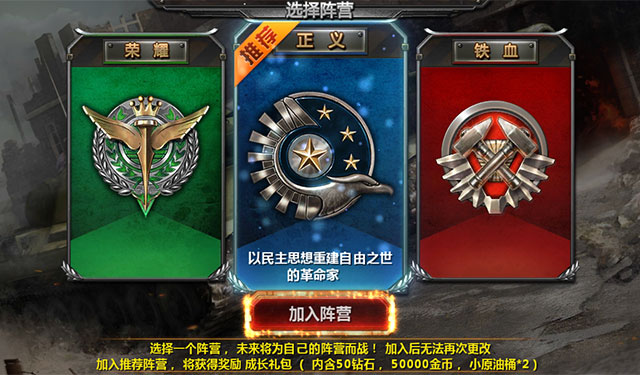 选择阵营
荣耀
推荐
正义
铁血
以民主思想重建自由之世
的革命家
加入阵营
选择一个阵营，未来将为自己的阵营而战！加入后无法再次更改
加入推荐阵营，将获得奖励 成长礼包（ 内含50钻石，50000金币，小原油桶*2）